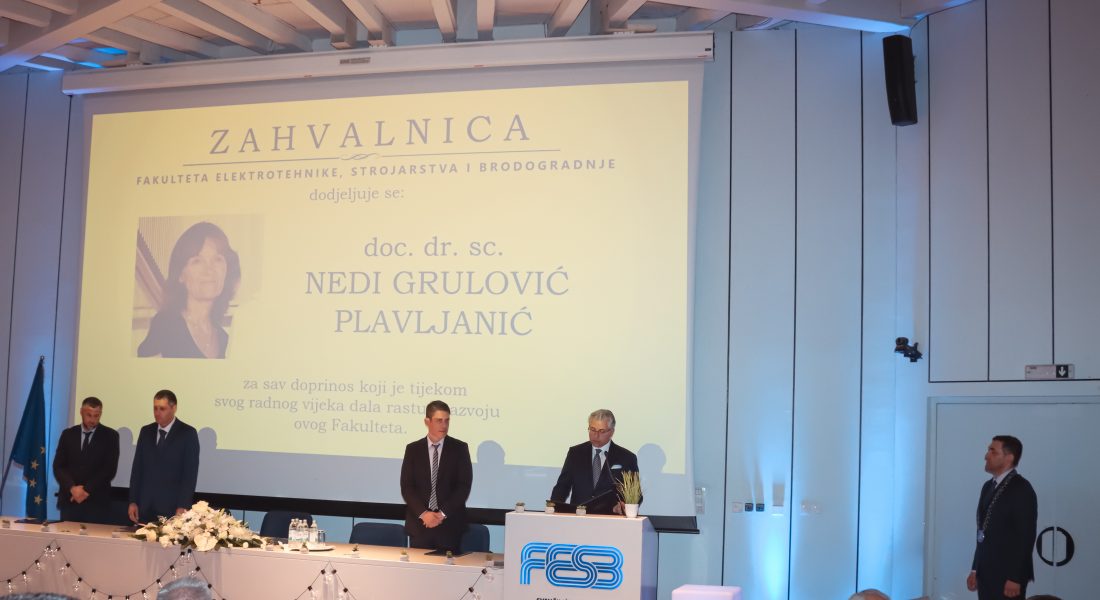 ZAHVALNICA
FAKULTETA ELEKTROTEHNIKE, STROJARSTVA I BRODOGRADNJE
dodjeljuje se:
doc. dr. sc.
NEDI GRULOVIĆ
PLAVLJANIĆ
za sav doprinos koji je tijekom
svog radnog vijeka dala rastu
ovog Fakulteta.
FESB